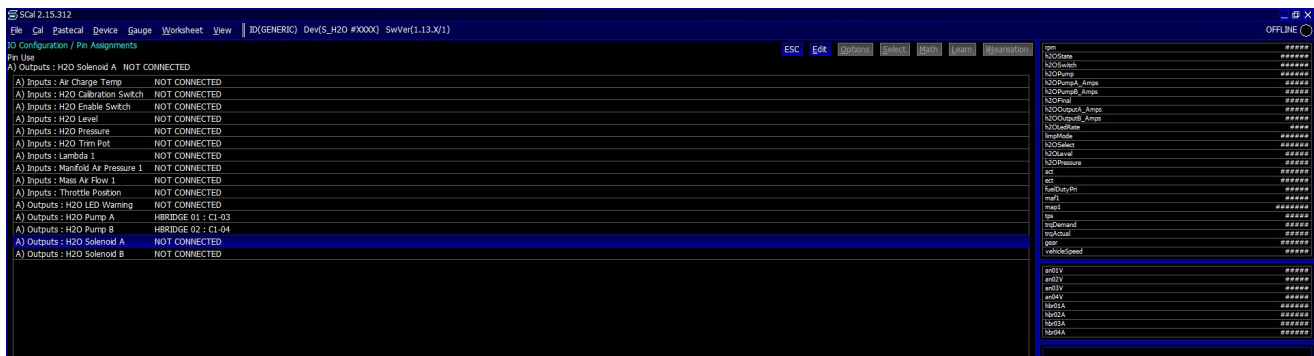 SCal 2.15.312
File Cal Pastecal Device Gauge Worksheet View ID(GENERIC) Dev(S_H2O #XXXX) SwVer(1.13.X/1) OFFLINE
IO Configuration / Pin Assignments
ESC Edit Options Select Math Learn liNearisation
Pin Use
A) Outputs : H2O Solenoid A NOT CONNECTED
A) Inputs : Air Charge Temp NOT CONNECTED
A) Inputs : H2O Calibration Switch NOT CONNECTED
A) Inputs : H2O Enable Switch NOT CONNECTED
A) Inputs : H2O Level NOT CONNECTED
A) Inputs : H2O Pressure NOT CONNECTED
A) Inputs : H2O Trim Pot NOT CONNECTED
A) Inputs : Lambda 1 NOT CONNECTED
A) Inputs : Manifold Air Pressure 1 NOT CONNECTED
A) Inputs : Mass Air Flow 1 NOT CONNECTED
A) Inputs : Throttle Position NOT CONNECTED
A) Outputs : H2O LED Warning NOT CONNECTED
A) Outputs : H2O Pump A HBRIDGE 01 : C1-03
A) Outputs : H2O Pump B HBRIDGE 02 : C1-04
A) Outputs : H2O Solenoid A NOT CONNECTED
A) Outputs : H2O Solenoid B NOT CONNECTED
rpm #####
h2OState ######
h2OSwitch ######
h2OPump ######
h2OPumpA_Amps #####
h2OPumpB_Amps #####
h2OFinal #####
h2OOutputA_Amps #####
h2OOutputB_Amps #####
h2OLedRate ####
limpMode ######
h2OSelect ######
h2OLevel #####
h2OPressure #####
act ######
ect ######
fuelDutyPri #####
maf1 #####
map1 #######
tps #####
trqDemand #####
trqActual #####
gear ######
vehicleSpeed #####
an01V #####
an02V #####
an03V #####
an04V #####
hbr01A ######
hbr02A ######
hbr03A ######
hbr04A ######